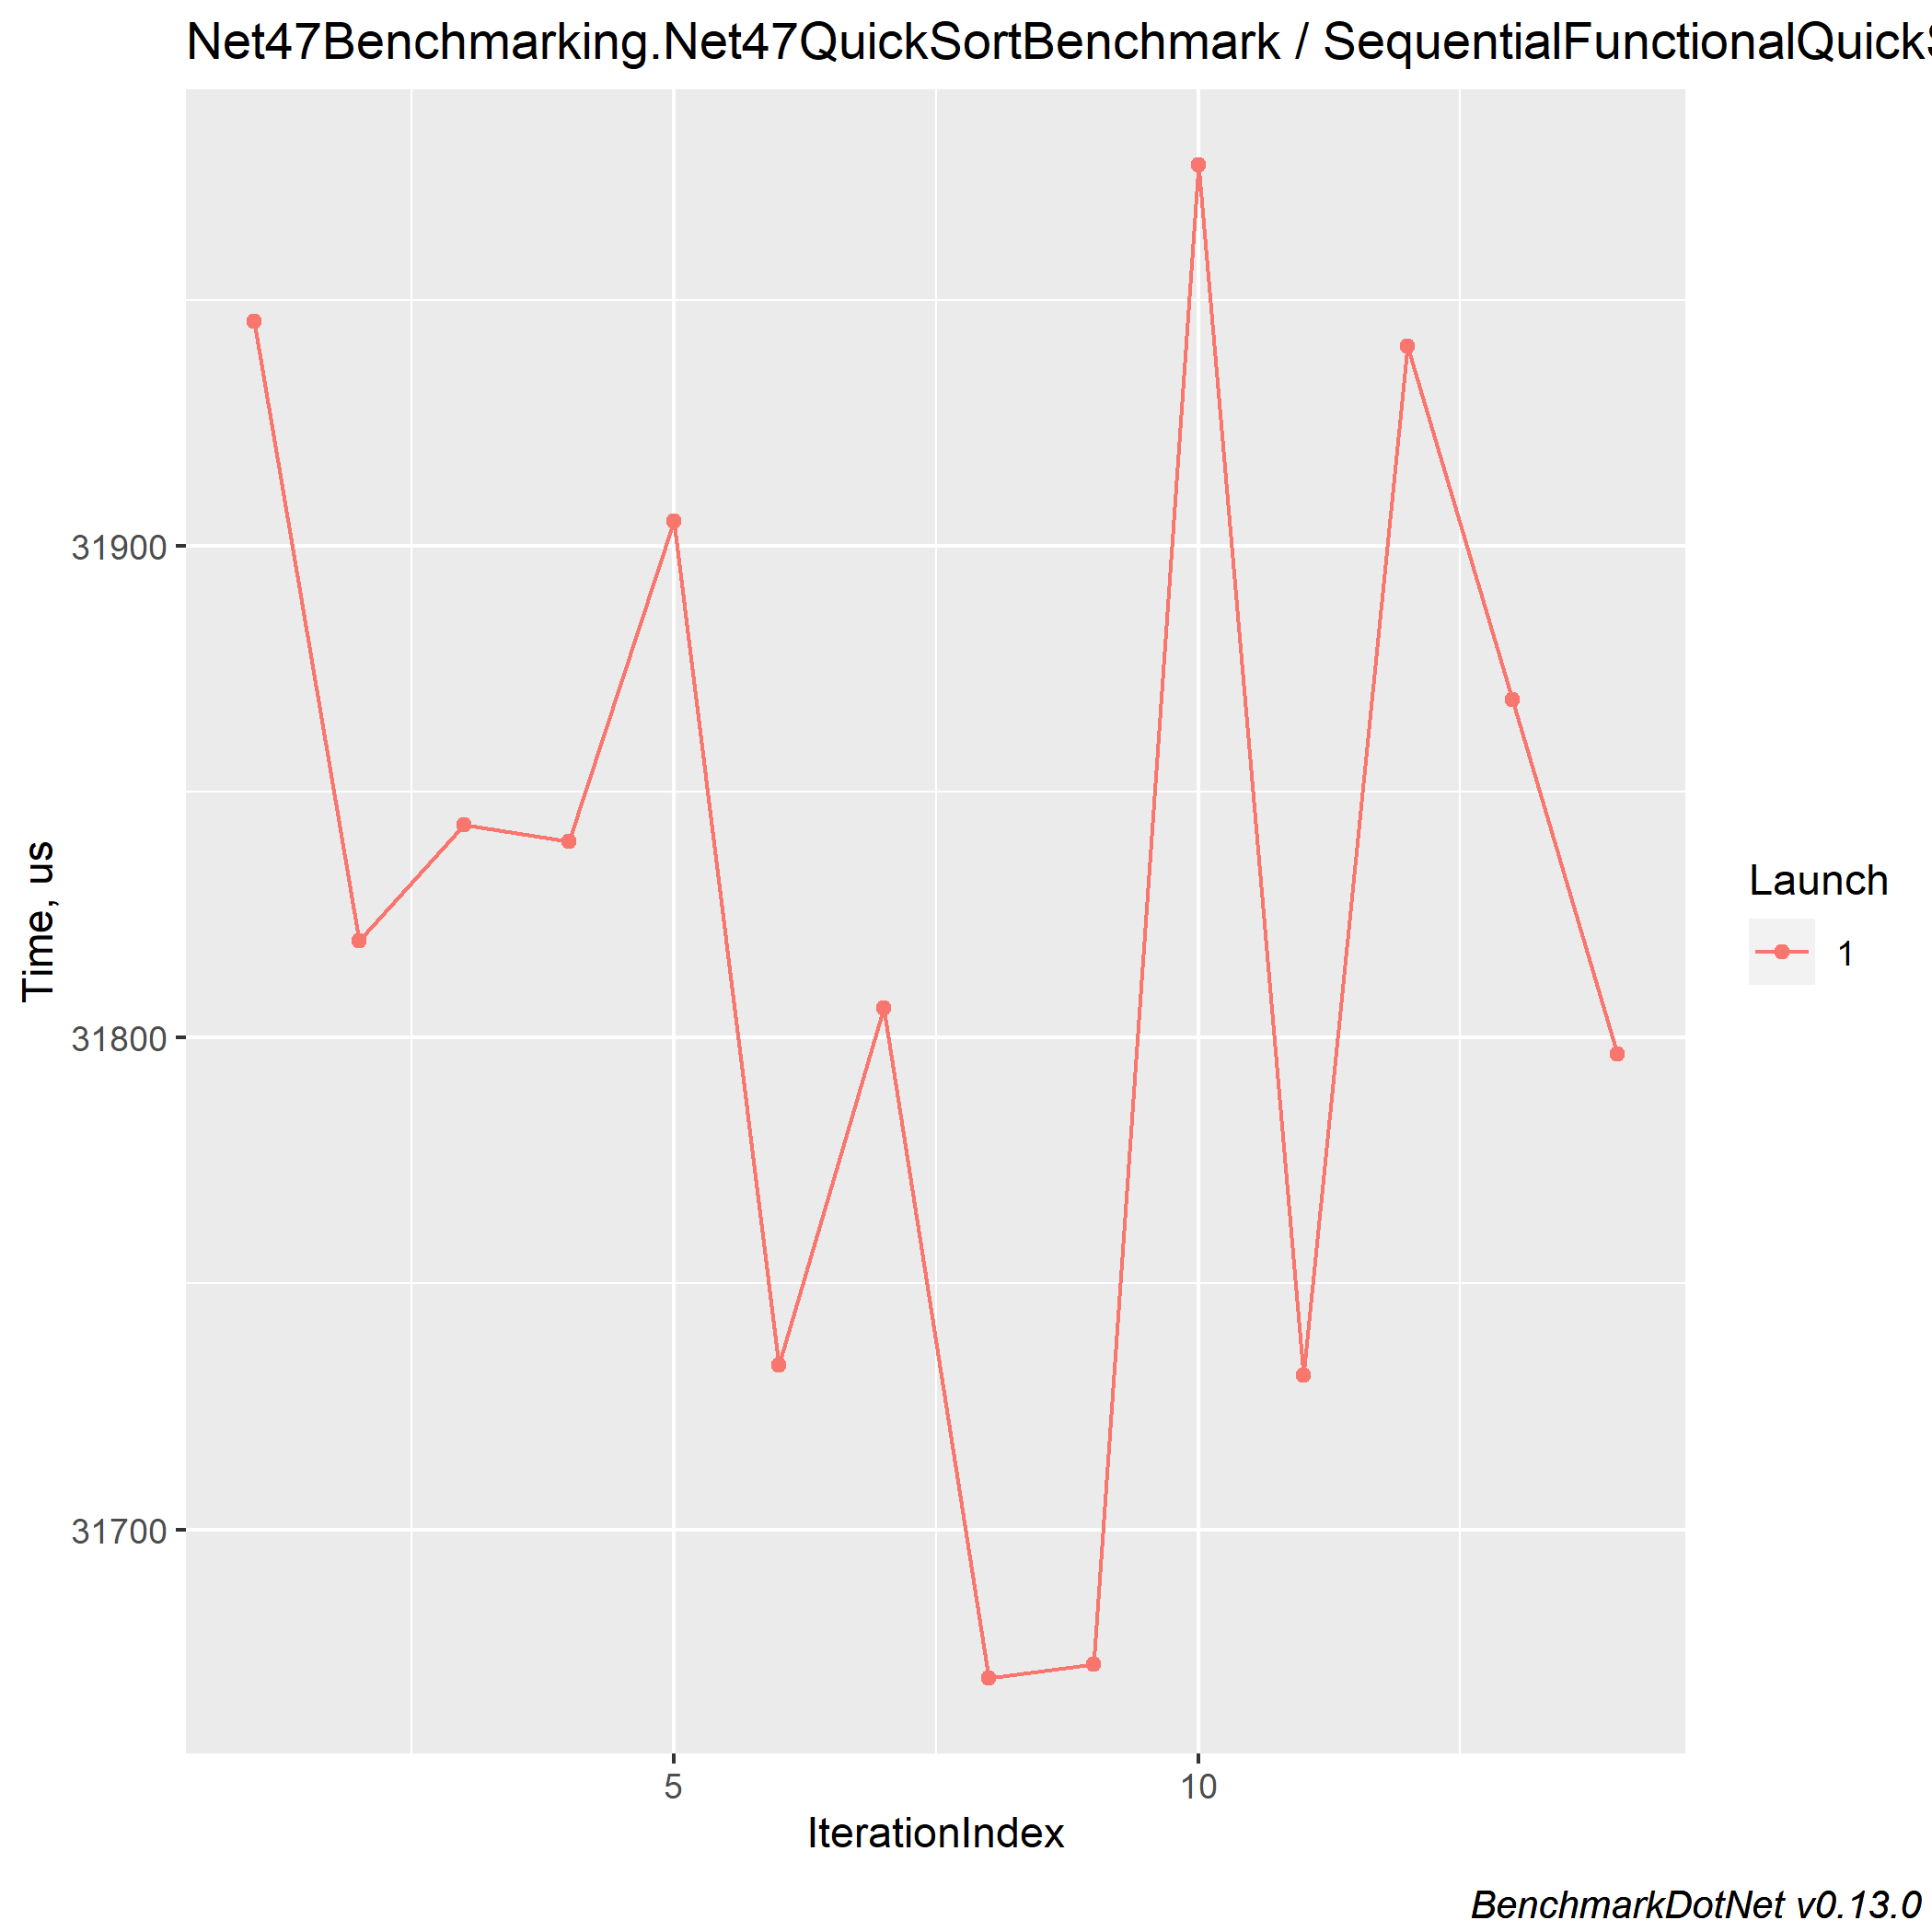 Net47Benchmarking.Net47QuickSortBenchmark / SequentialFunctionalQuick
31900
31800
31700
Time, us
5
10
IterationIndex
Launch
1
BenchmarkDotNet v0.13.0